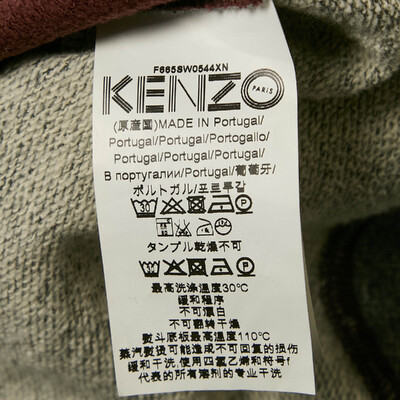 F665SW0544XN
KENZO
PARIS
(原産国)MADE IN Portugal/
Portugal/Portugal/Portogallo/
Portugal/Portugal/Portugal/
В португалии/Portugal/葡萄牙/
ポルトガル/포르투갈
30
タンブル乾燥不可
30
最高洗涤温度30℃
缓和程序
不可漂白
不可翻转干燥
熨斗底板最高温度110℃
蒸汽熨烫可能造成不可回复的损伤
缓和干洗,使用四氯乙烯和符号f
代表的所有溶剂的专业干洗